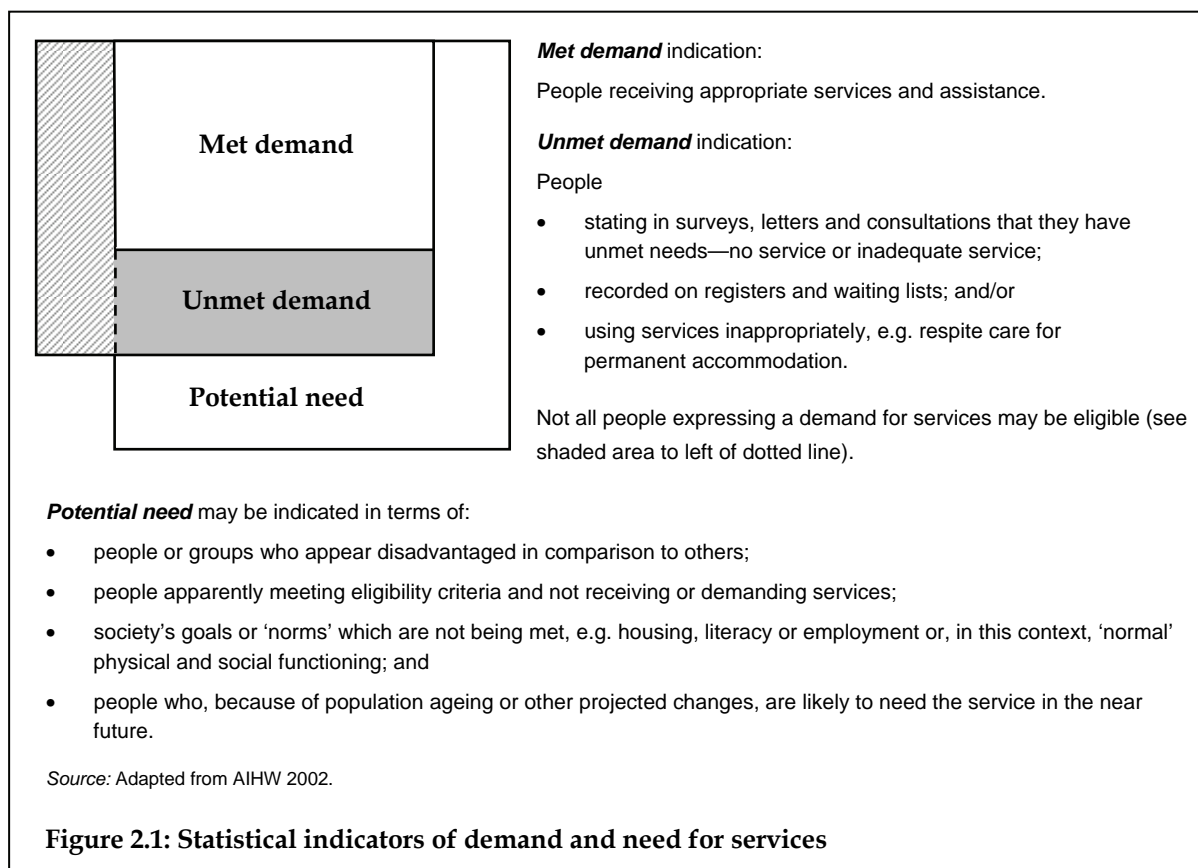 Met demand
Unmet demand
Potential need
Met demand indication:
People receiving appropriate services and assistance.
Unmet demand indication:
People
• stating in surveys, letters and consultations that they have
unmet needs—no service or inadequate service;
• recorded on registers and waiting lists; and/or
• using services inappropriately, e.g. respite care for
permanent accommodation.
Not all people expressing a demand for services may be eligible (see
shaded area to left of dotted line).
Potential need may be indicated in terms of:
• people or groups who appear disadvantaged in comparison to others;
• people apparently meeting eligibility criteria and not receiving or demanding services;
• society’s goals or ‘norms’ which are not being met, e.g. housing, literacy or employment or, in this context, ‘normal’
physical and social functioning; and
• people who, because of population ageing or other projected changes, are likely to need the service in the near
future.
Source: Adapted from AIHW 2002.
Figure 2.1: Statistical indicators of demand and need for services